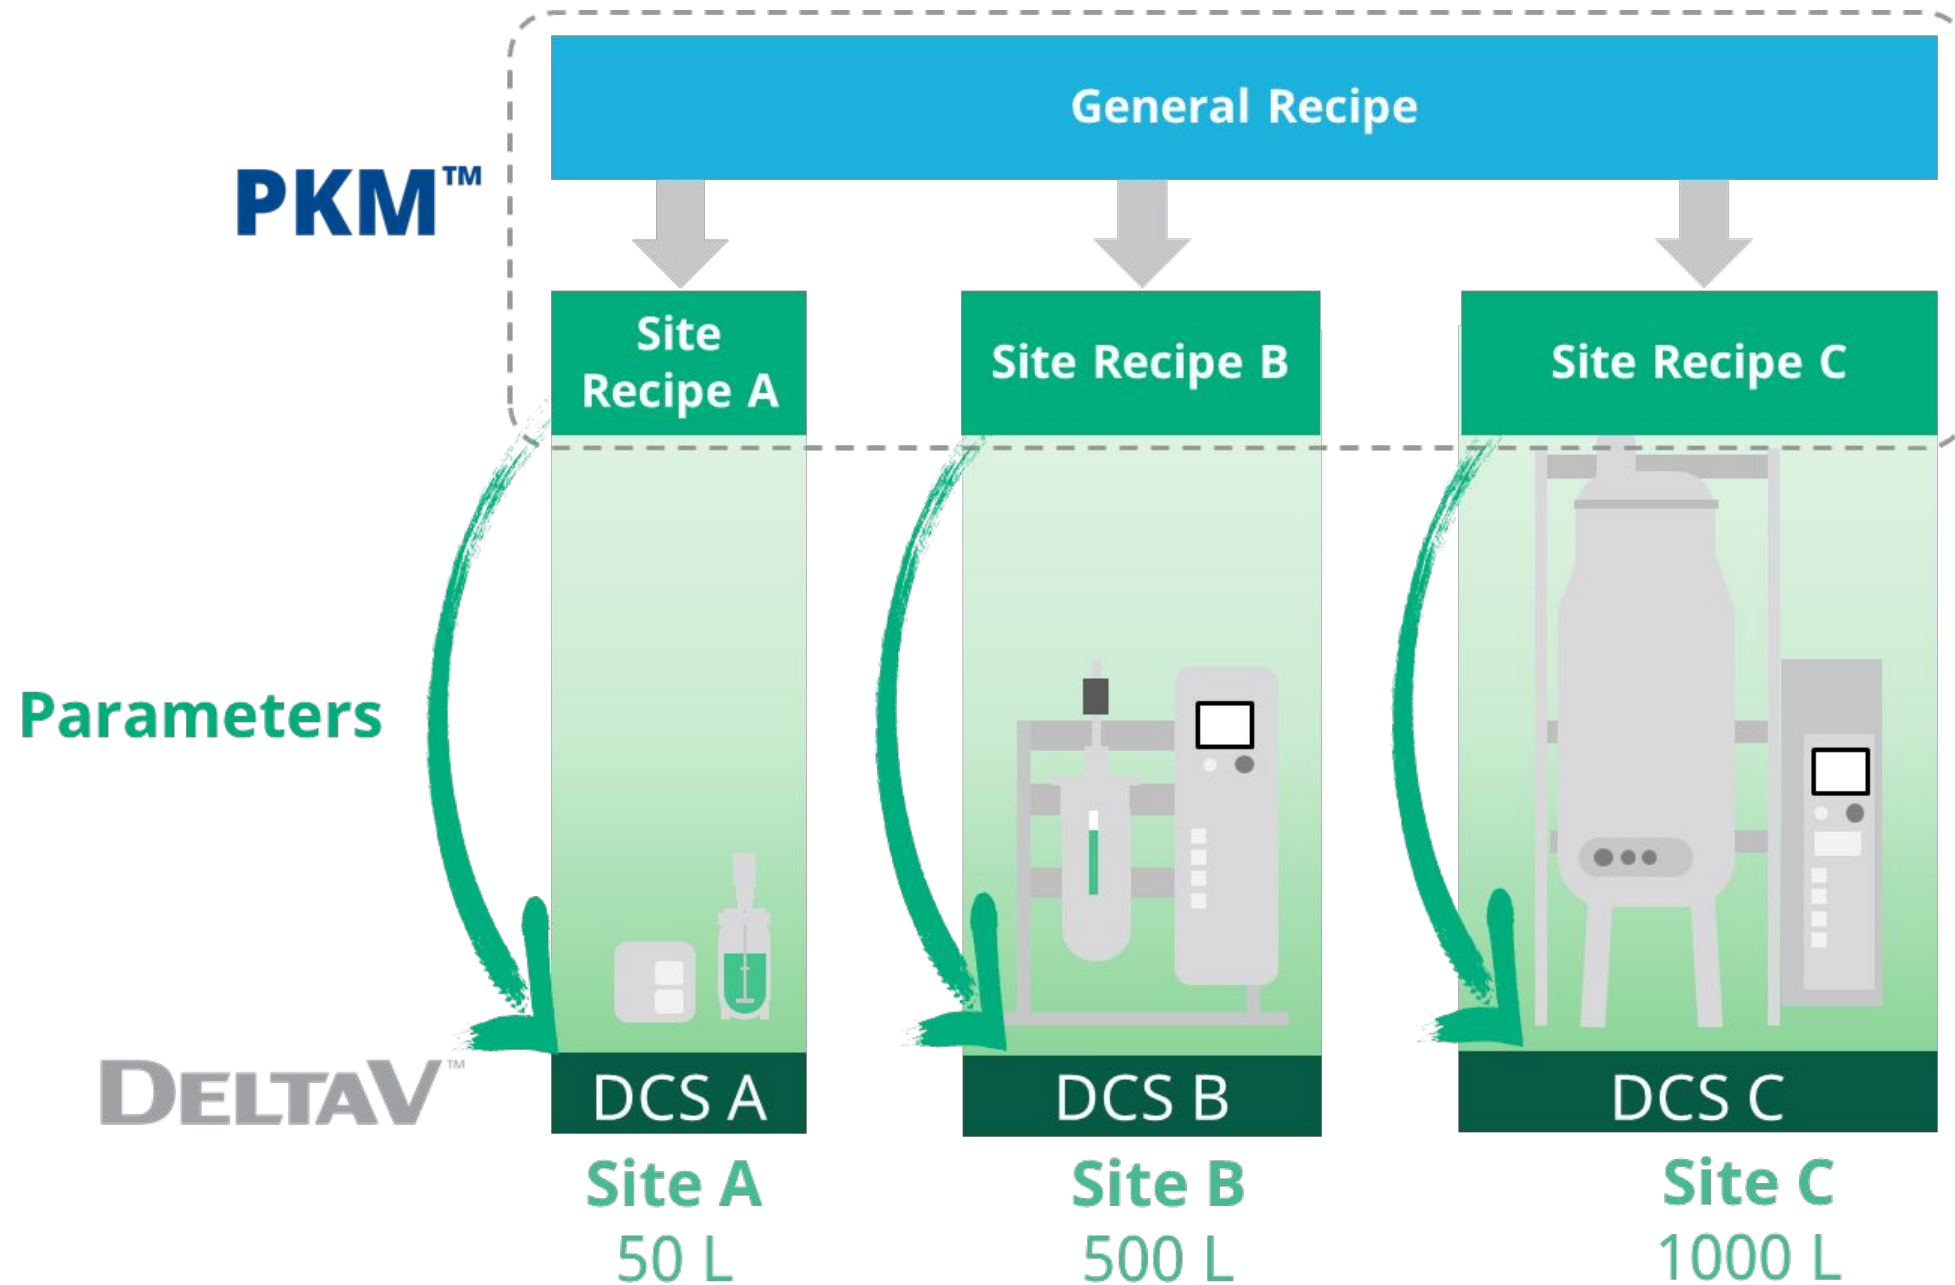 General Recipe
PKM™
Site
Recipe A
Site Recipe B
Site Recipe C
Parameters
DELTAV™
DCS A
DCS B
DCS C
Site A
50 L
Site B
500 L
Site C
1000 L